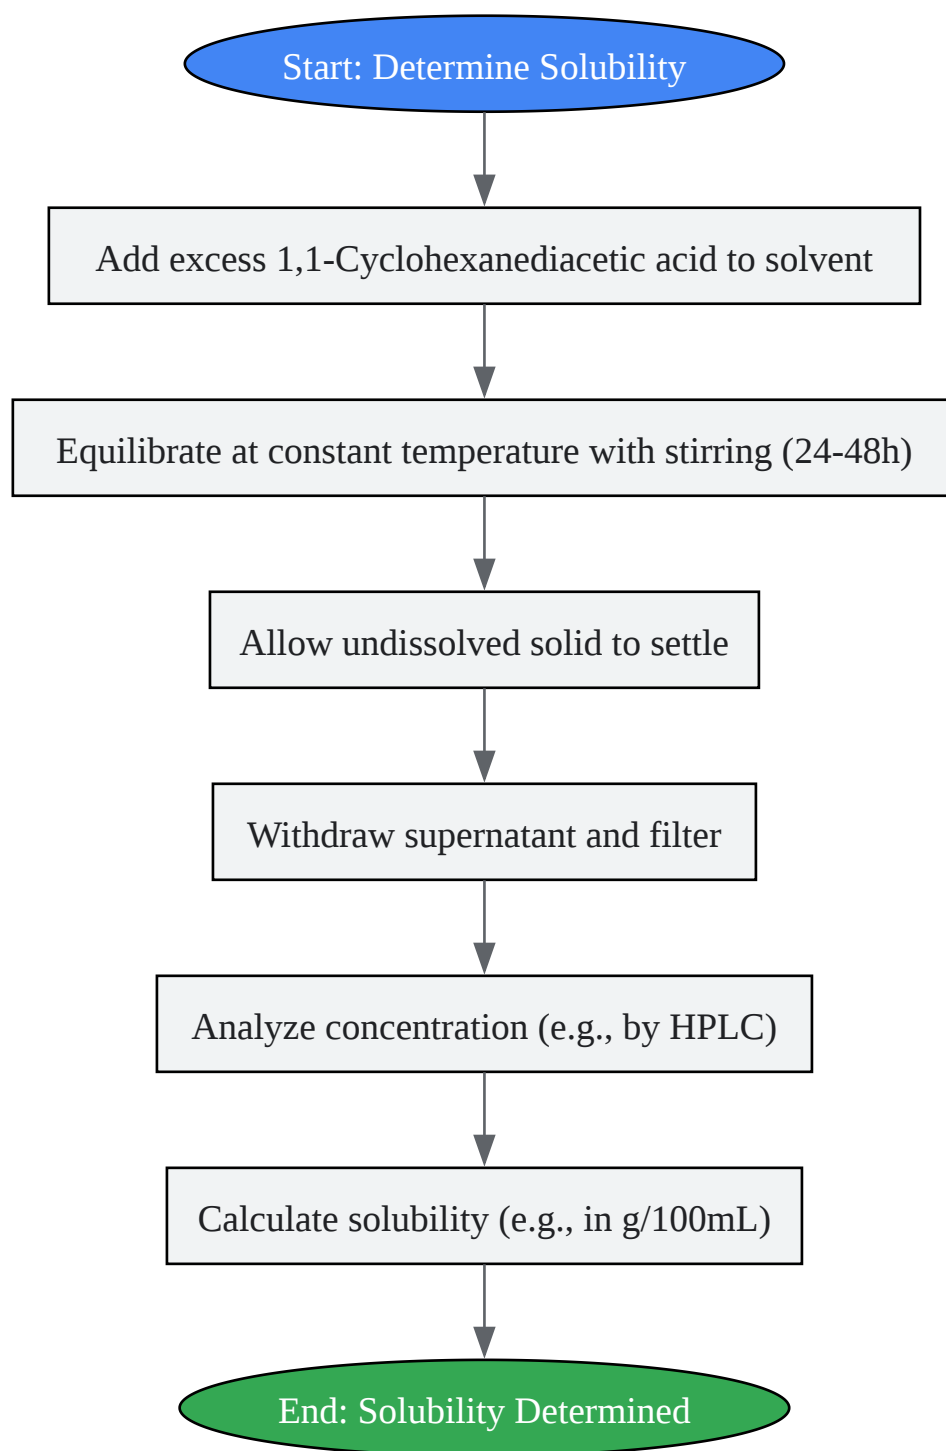 Start: Determine Solubility
Add excess 1,1-Cyclohexanediacetic acid to solvent
Equilibrate at constant temperature with stirring (24-48h)
Allow undissolved solid to settle
Withdraw supernatant and filter
Analyze concentration (e.g., by HPLC)
Calculate solubility (e.g., in g/100mL)
End: Solubility Determined